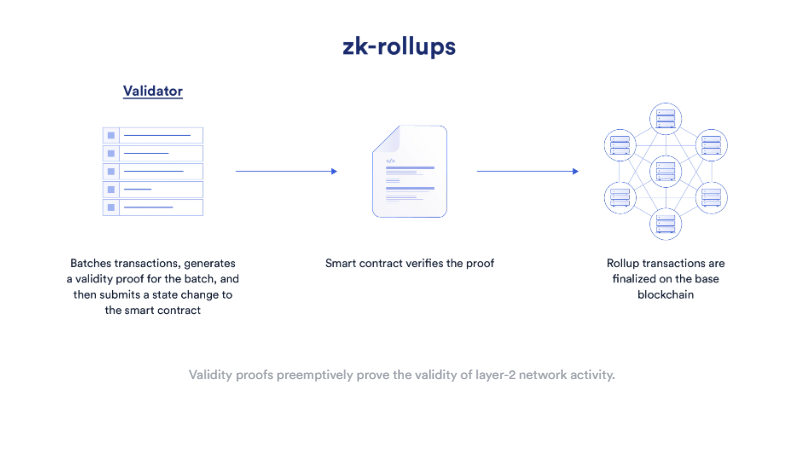 zk-rollups
Validator
Batches transactions, generates
a validity proof for the batch, and
then submits a state change to
the smart contract
</>
Smart contract verifies the proof
Rollup transactions are
finalized on the base
blockchain
Validity proofs preemptively prove the validity of layer-2 network activity.